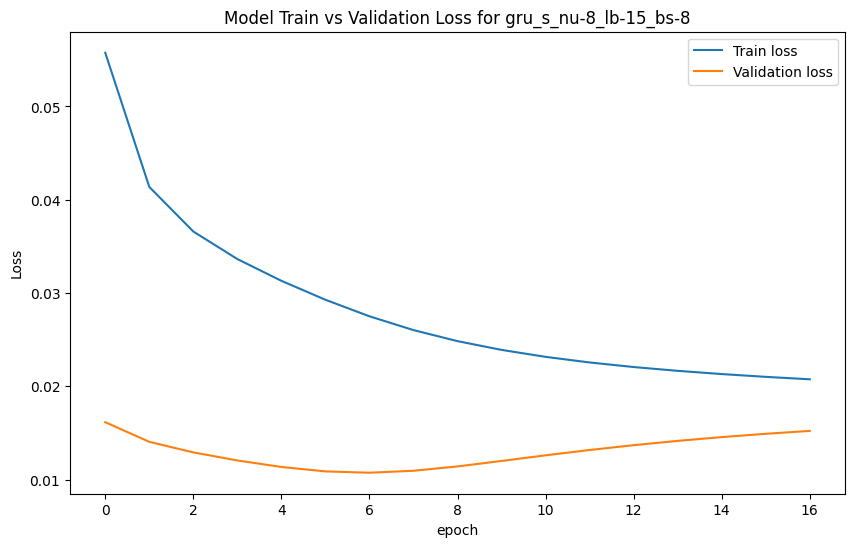 Model Train vs Validation Loss for gru_s_nu-8_lb-15_bs-8
Train loss
Validation loss
0.05
0.04
0.03
0.02
0.01
Loss
0 2 4 6 8 10 12 14 16
epoch